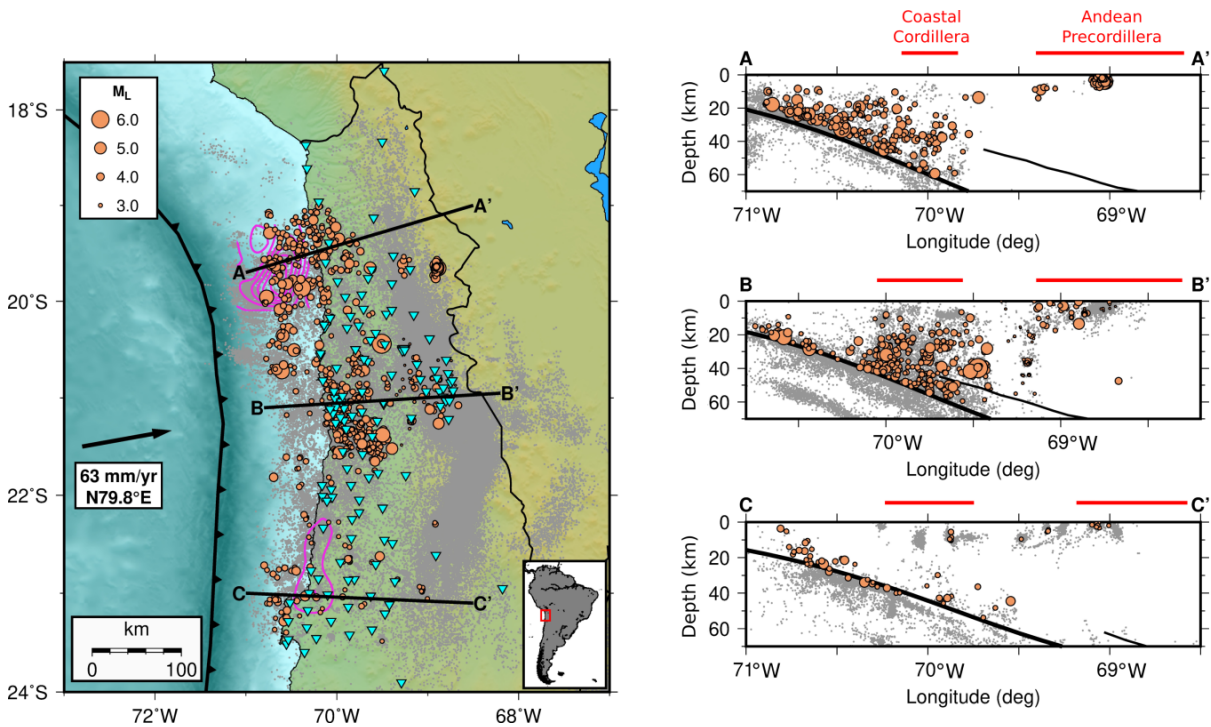 M_L
6.0
5.0
4.0
3.0
18°S
20°S
22°S
24°S
72°W
70°W
68°W
A
A'
B
B'
C
C'
63 mm/yr
N79.8°E
km
0
100
Coastal
Cordillera
Andean
Precordillera
A
A'
0
20
40
60
Depth (km)
71°W
70°W
69°W
Longitude (deg)
B
B'
0
20
40
60
Depth (km)
70°W
69°W
Longitude (deg)
C
C'
0
20
40
60
Depth (km)
71°W
70°W
69°W
Longitude (deg)